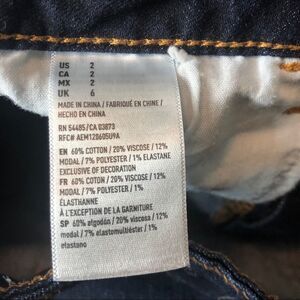 US 2
CA 2
MX 2
UK 6
MADE IN CHINA / FABRIQUÉ EN CHINE /
HECHO EN CHINA
RN 54485/CA 03873
RFC# AEM128605U9A
EN 60% COTTON / 20% VISCOSE / 12%
MODAL / 7% POLYESTER / 1% ELASTANE
EXCLUSIVE OF DECORATION
FR 60% COTON / 20% VISCOSE / 12%
MODAL / 7% POLYESTER / 1%
ÉLASTHANNE
À L'EXCEPTION DE LA GARNITURE
SP 60% algodón / 20% viscosa / 12%
modal / 7% elastomultiéster / 1%
elastano